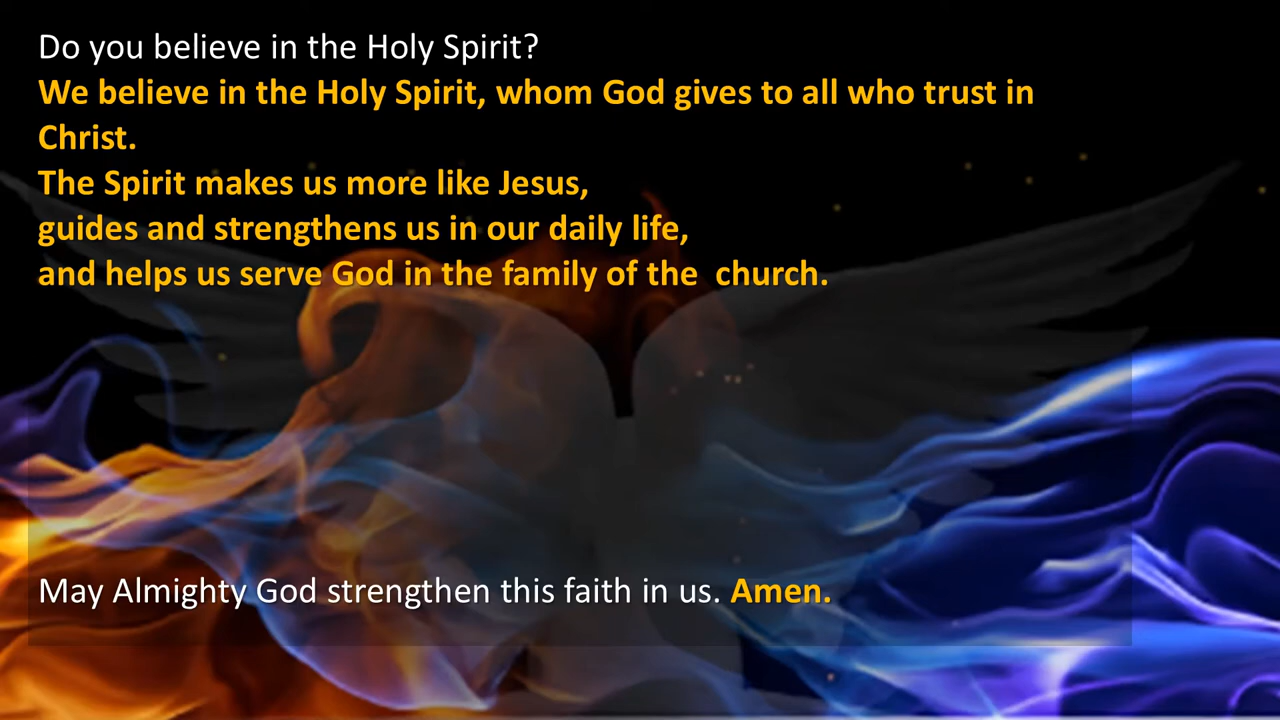 Do you believe in the Holy Spirit?
We believe in the Holy Spirit, whom God gives to all who trust in
Christ.
The Spirit makes us more like Jesus,
guides and strengthens us in our daily life,
and helps us serve God in the family of the  church.
May Almighty God strengthen this faith in us. Amen.